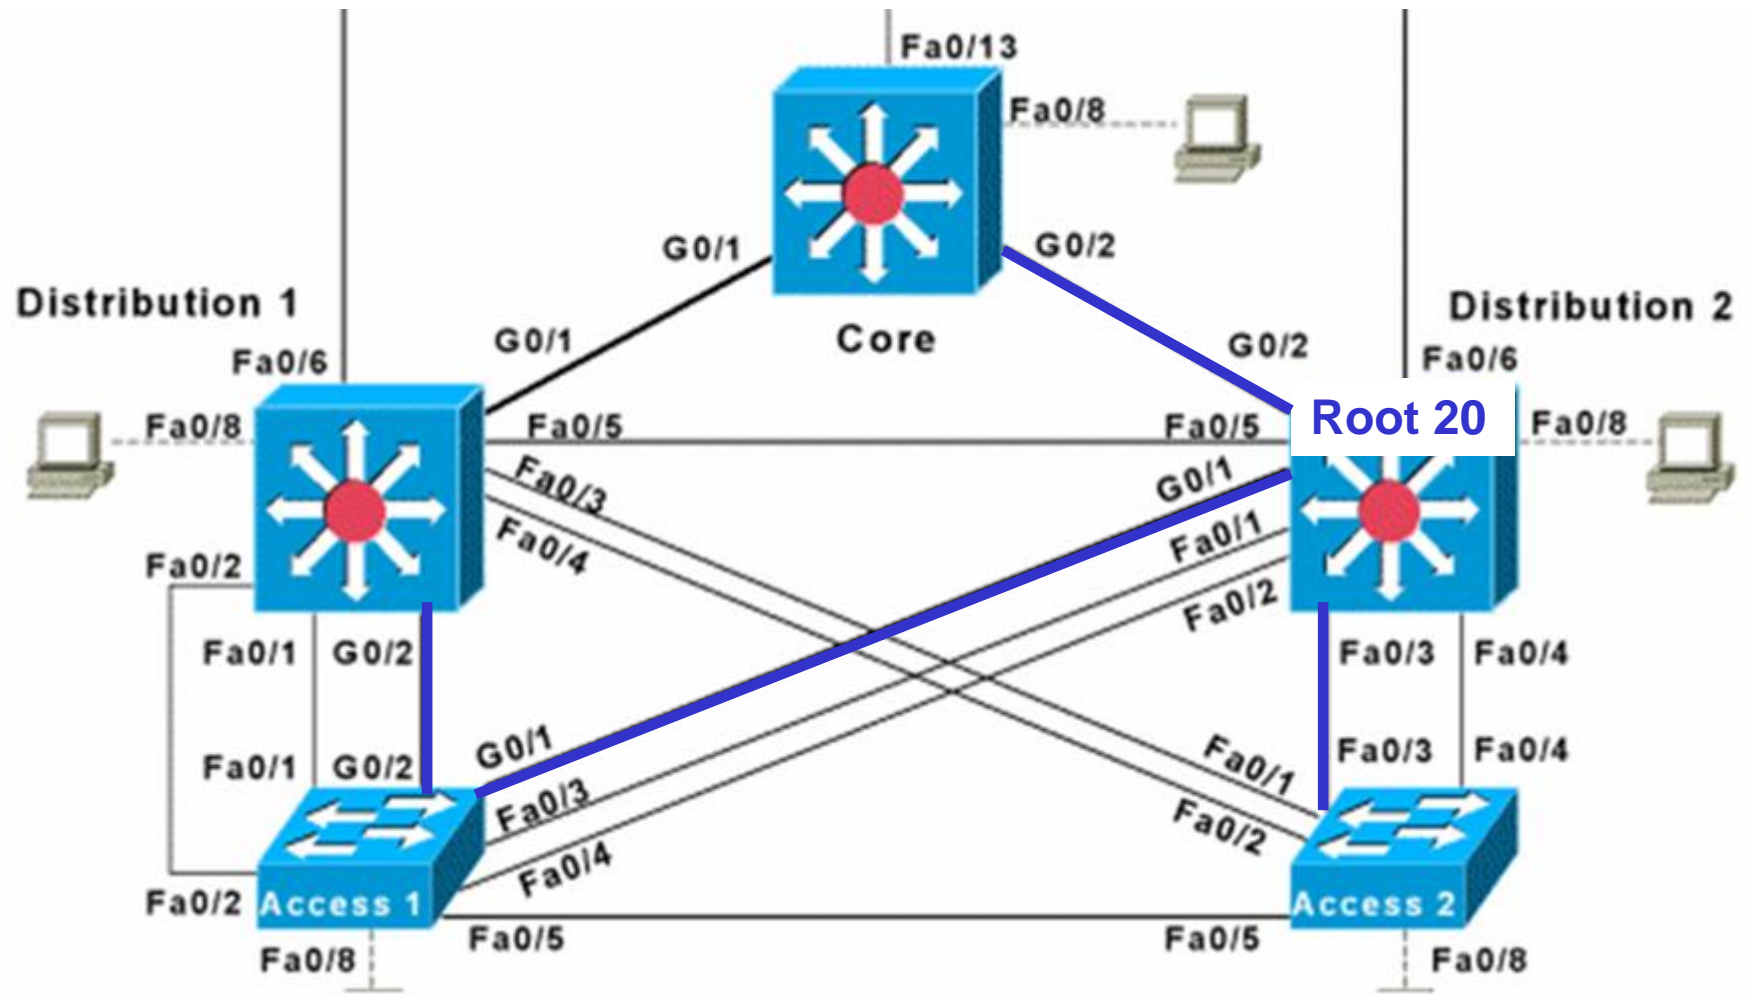 Fa0/13
Fa0/8
G0/1
G0/2
Distribution 1
Core
Distribution 2
G0/1
G0/2
Fa0/6
Fa0/6
Root 20
Fa0/8
Fa0/5
Fa0/5
Fa0/8
Fa0/3
G0/1
Fa0/4
Fa0/1
Fa0/2
Fa0/2
Fa0/1
G0/2
Fa0/3
Fa0/4
Fa0/1
G0/2
G0/1
Fa0/1
Fa0/3
Fa0/4
Fa0/3
Fa0/2
Fa0/4
Fa0/2
Access 1
Access 2
Fa0/5
Fa0/5
Fa0/8
Fa0/8